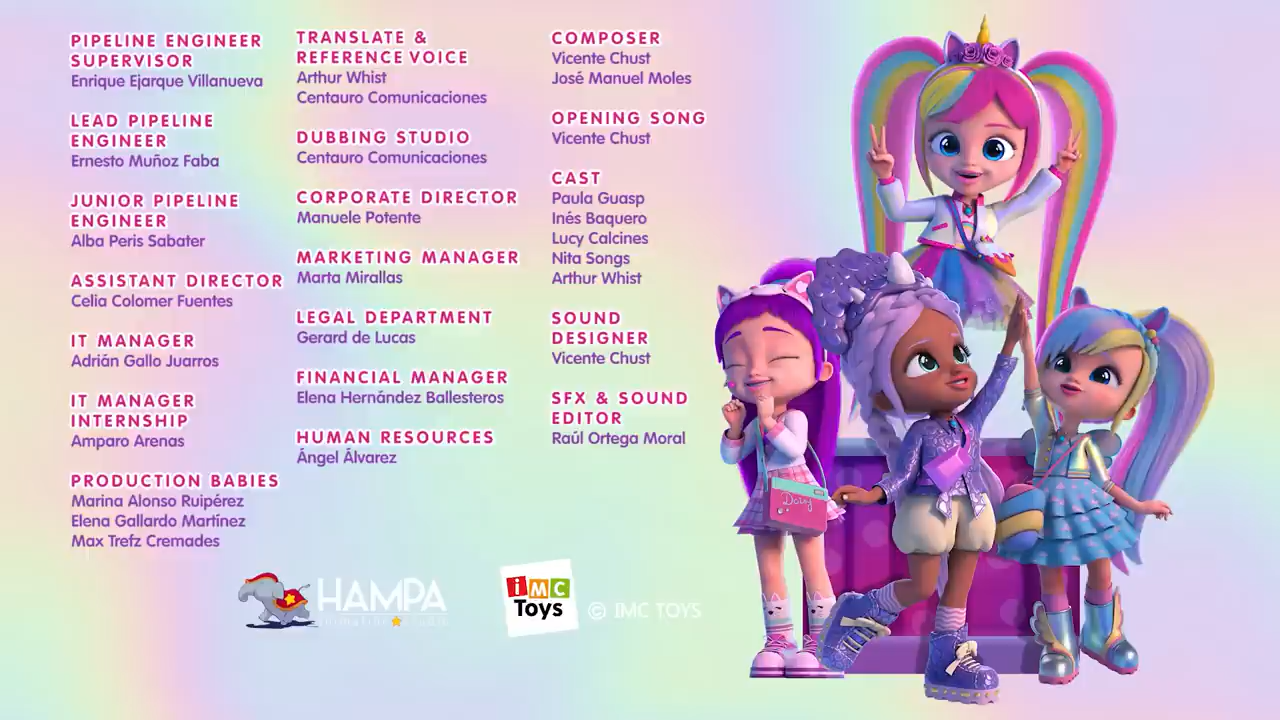 PIPELINE ENGINEER
SUPERVISOR
Enrique Ejarque Villanueva
LEAD PIPELINE
ENGINEER
Ernesto Muñoz Faba
JUNIOR PIPELINE
ENGINEER
Alba Peris Sabater
ASSISTANT DIRECTOR
Celia Colomer Fuentes
IT MANAGER
Adrián Gallo Juarros
IT MANAGER
INTERNSHIP
Amparo Arenas
PRODUCTION BABIES
Marina Alonso Ruipérez
Elena Gallardo Martínez
Max Trefz Cremades
TRANSLATE &
REFERENCE VOICE
Arthur Whist
Centauro Comunicaciones
DUBBING STUDIO
Centauro Comunicaciones
CORPORATE DIRECTOR
Manuele Potente
MARKETING MANAGER
Marta Mirallas
LEGAL DEPARTMENT
Gerard de Lucas
FINANCIAL MANAGER
Elena Hernández Ballesteros
HUMAN RESOURCES
Ángel Álvarez
COMPOSER
Vicente Chust
José Manuel Moles
OPENING SONG
Vicente Chust
CAST
Paula Guasp
Inés Baquero
Lucy Calcines
Nita Songs
Arthur Whist
SOUND
DESIGNER
Vicente Chust
SFX & SOUND
EDITOR
Raúl Ortega Moral
HAMPA
animation studio
imc
Toys
© IMC TOYS